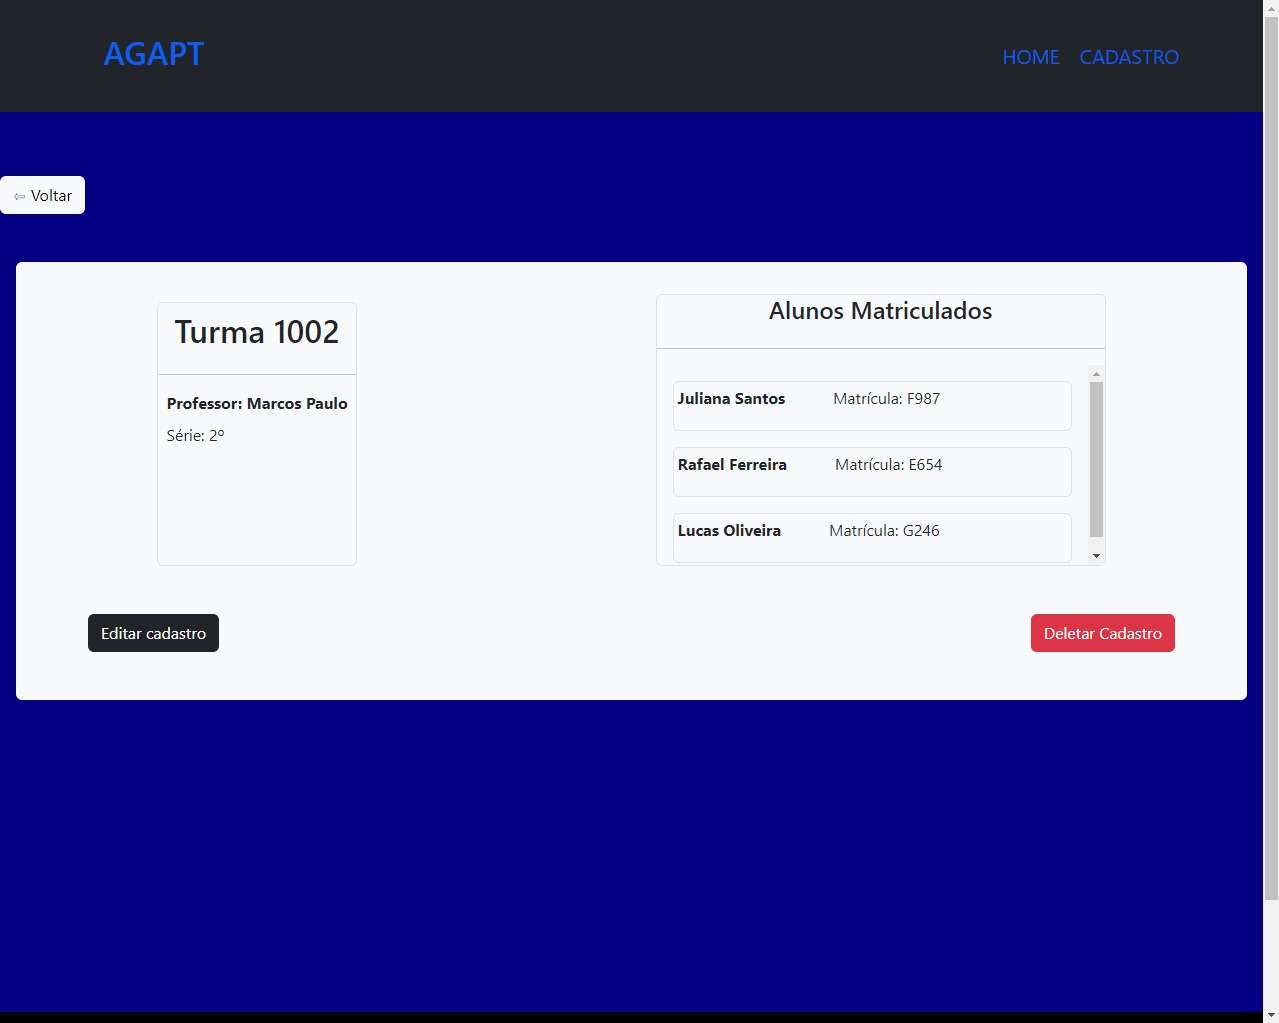 AGAPT
HOME CADASTRO
⇦ Voltar
Turma 1002
Professor: Marcos Paulo
Série: 2º
Alunos Matriculados
Juliana Santos Matrícula: F987
Rafael Ferreira Matrícula: E654
Lucas Oliveira Matrícula: G246
Editar cadastro
Deletar Cadastro